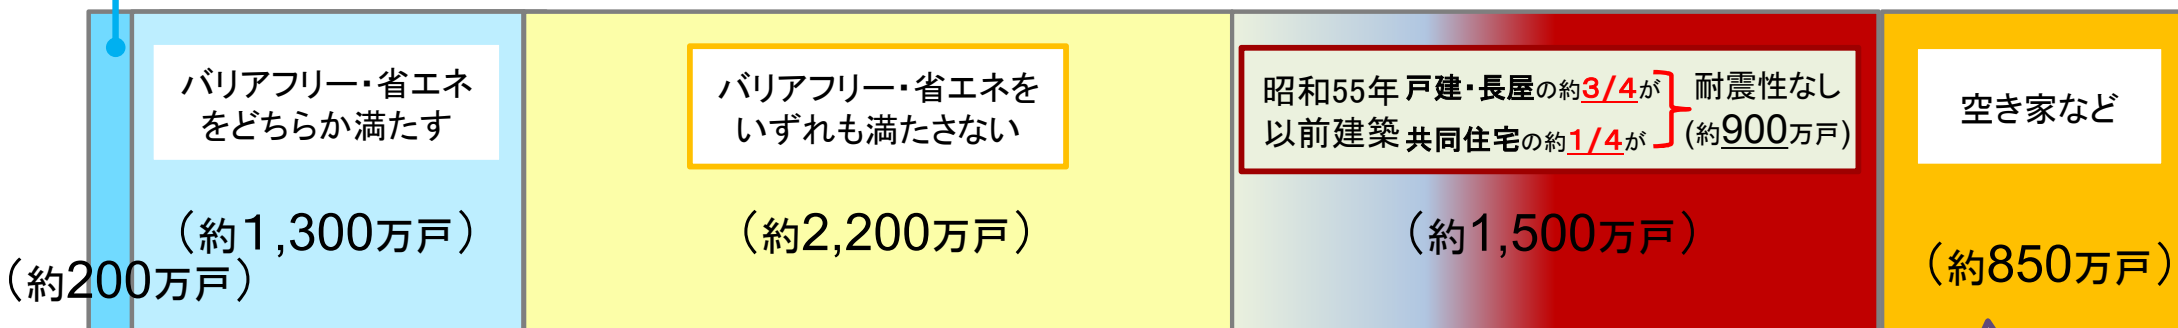 バリアフリー・省エネ
をどちらか満たす
(約1,300万戸)
(約200万戸)
バリアフリー・省エネを
いずれも満たさない
(約2,200万戸)
昭和55年
以前建築
戸建・長屋の約3/4が
共同住宅の約1/4が
耐震性なし
(約900万戸)
(約1,500万戸)
空き家など
(約850万戸)